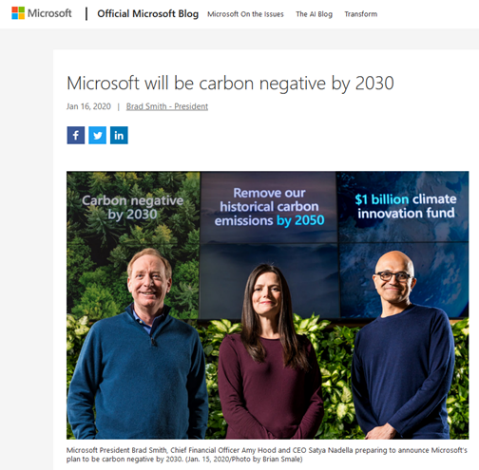 Microsoft | Official Microsoft Blog Microsoft On the Issues The AI Blog Transform
Microsoft will be carbon negative by 2030
Jan 16, 2020 | Brad Smith - President
Carbon negative
by 2030
Remove our
historical carbon
emissions by 2050
$1 billion climate
innovation fund
Microsoft President Brad Smith, Chief Financial Officer Amy Hood and CEO Satya Nadella preparing to announce Microsoft's
plan to be carbon negative by 2030. (Jan. 15, 2020/Photo by Brian Smale)